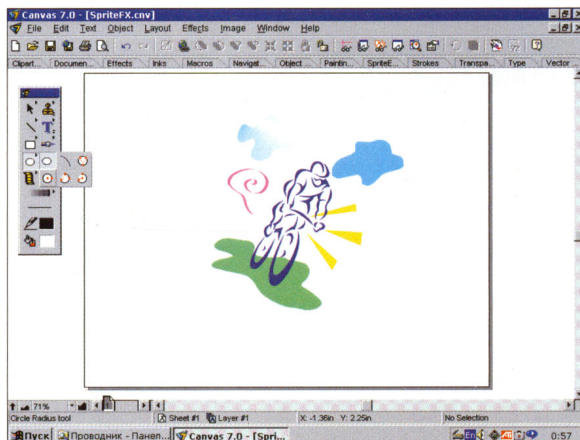 Canvas 7.0 - [SpriteFX.cnv]
File Edit Text Object Layout Effects Image Window Help
Clipart... Documen... Effects Inks Macros Navigat... Object ... Paintin... SpriteE... Strokes Transpa... Type Vector
71%
Circle Radius tool Sheet #1 Layer #1 X: -1.36in Y: 2.25in No Selection
Пуск Проводник - Панел... Canvas 7.0 - [Spri... En 0:57